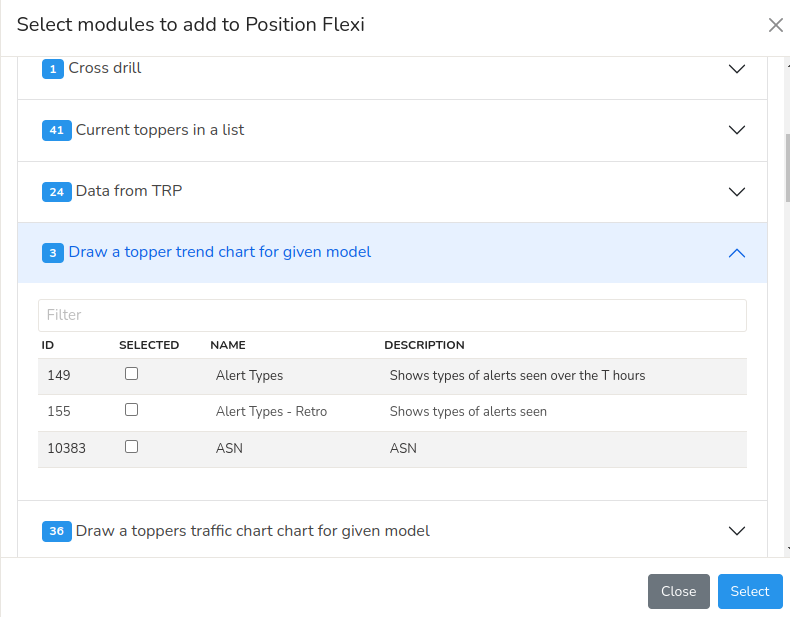 Select modules to add to Position Flexi
1 Cross drill
41 Current toppers in a list
24 Data from TRP
3 Draw a topper trend chart for given model
Filter
ID SELECTED NAME DESCRIPTION
149 Alert Types Shows types of alerts seen over the T hours
155 Alert Types - Retro Shows types of alerts seen
10383 ASN ASN
36 Draw a toppers traffic chart chart for given model
Close Select